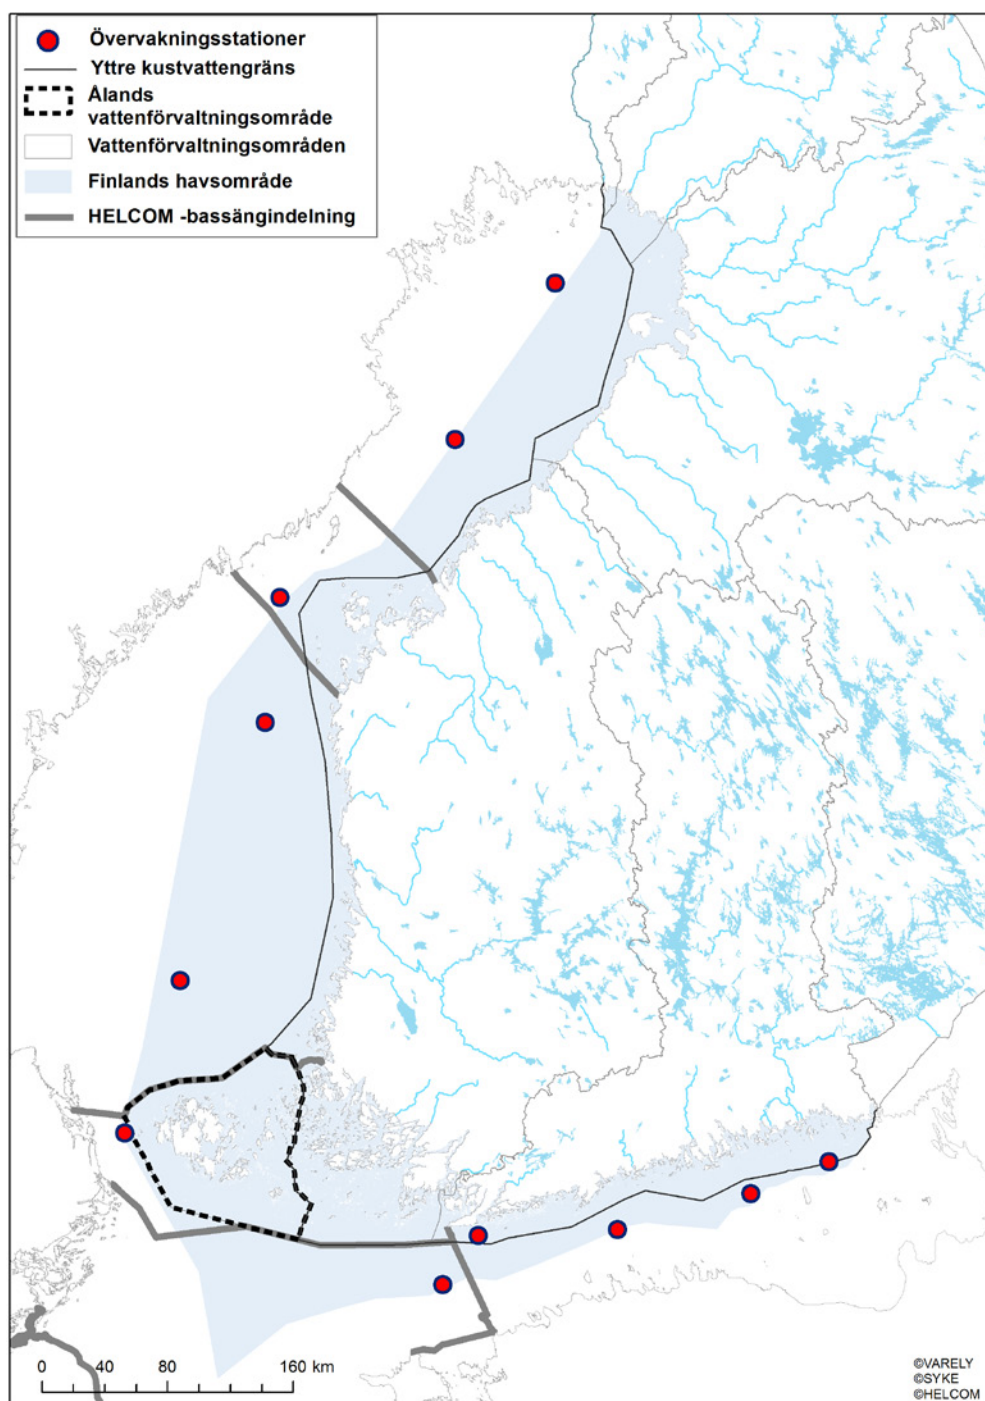 Övervakningsstationer
Yttre kustvattengräns
Ålands
vattenförvaltningsområde
Vattenförvaltningsområden
Finlands havsområde
HELCOM -bassängindelning
0 40 80 160 km
©VARELY
©SYKE
©HELCOM